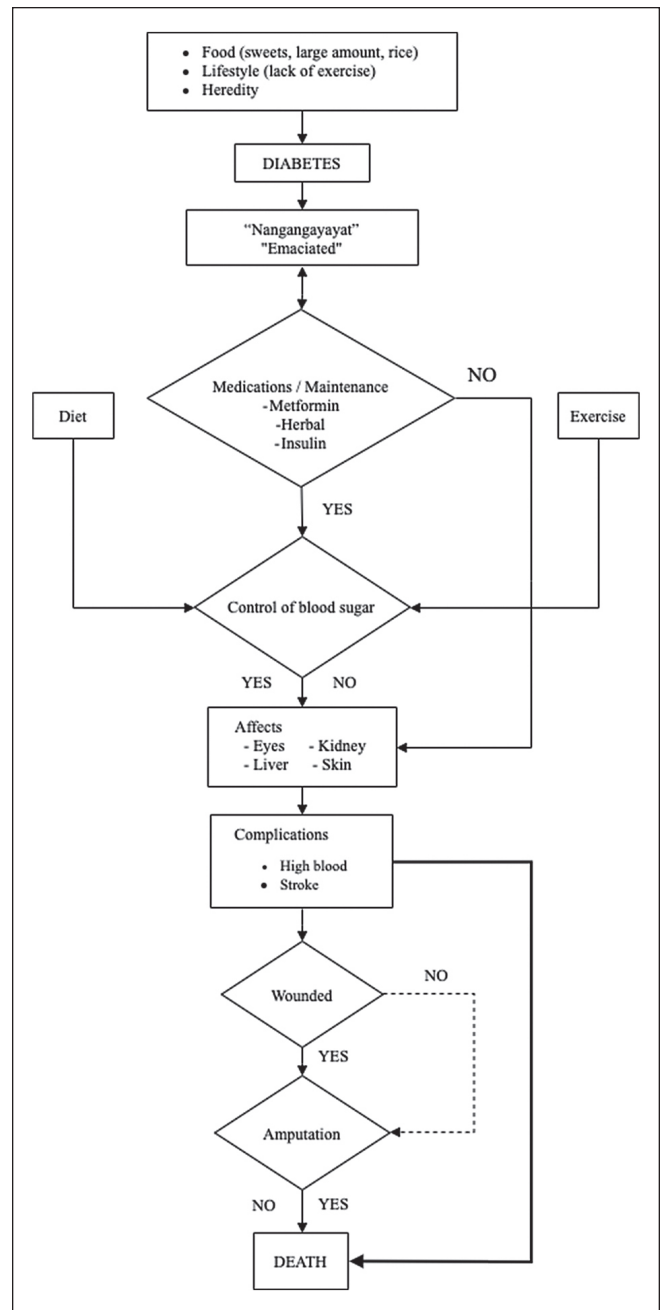 • Food (sweets, large amount, rice)
• Lifestyle (lack of exercise)
• Heredity
DIABETES
“Nangangayayat”
"Emaciated"
NO
Medications / Maintenance
-Metformin
-Herbal
-Insulin
Diet
Exercise
YES
Control of blood sugar
YES NO
Affects
- Eyes - Kidney
- Liver - Skin
Complications
• High blood
• Stroke
NO
Wounded
YES
Amputation
NO YES
DEATH